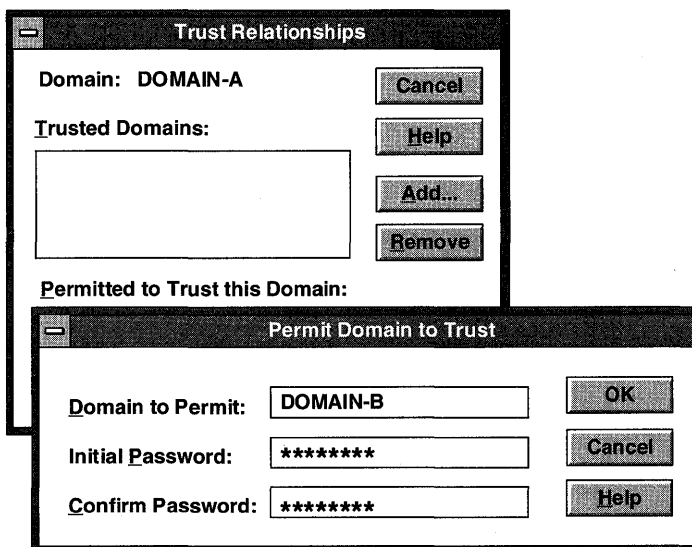 Trust Relationships
Domain: DOMAIN-A
Cancel
Trusted Domains:
Help
Add...
Remove
Permitted to Trust this Domain:
Permit Domain to Trust
Domain to Permit: DOMAIN-B
OK
Initial Password: ********
Cancel
Confirm Password: ********
Help